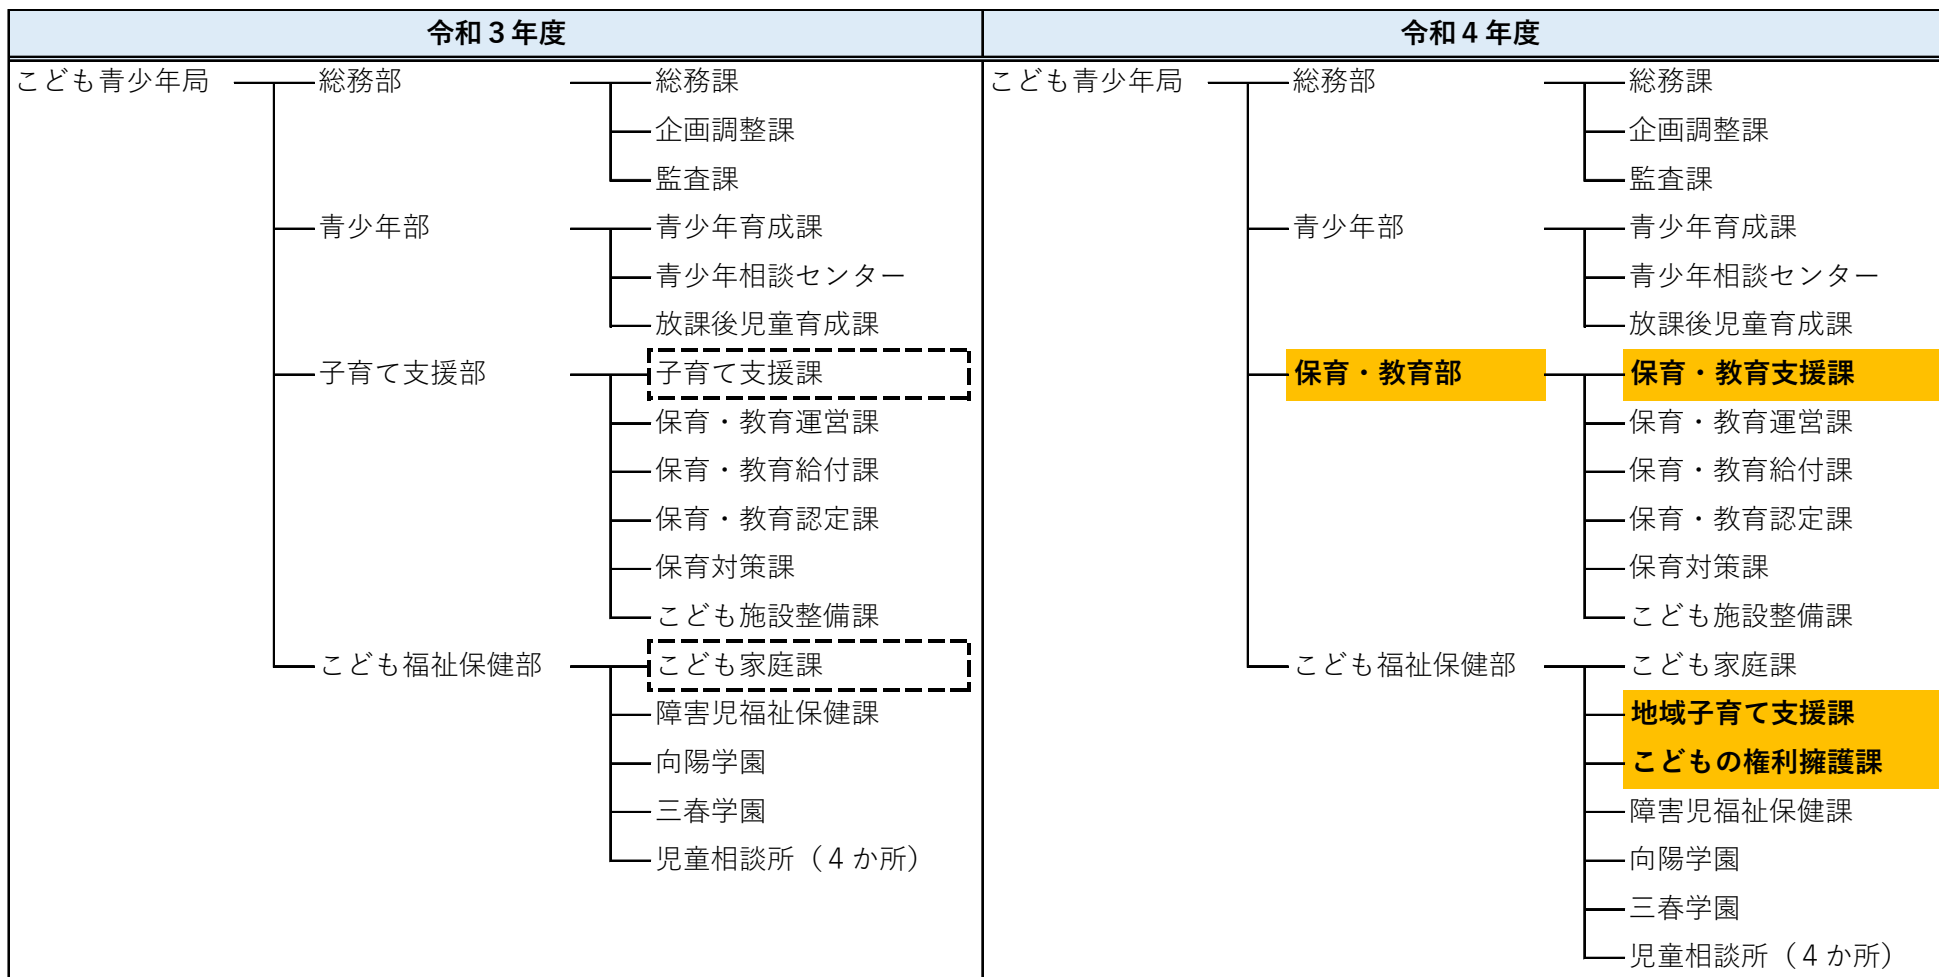 令和３年度
こども青少年局 総務部 総務課
企画調整課
監査課
青少年部 青少年育成課
青少年相談センター
放課後児童育成課
子育て支援部 子育て支援課
保育・教育運営課
保育・教育給付課
保育・教育認定課
保育対策課
こども施設整備課
こども福祉保健部 こども家庭課
障害児福祉保健課
向陽学園
三春学園
児童相談所（４か所）
令和４年度
こども青少年局 総務部 総務課
企画調整課
監査課
青少年部 青少年育成課
青少年相談センター
放課後児童育成課
保育・教育部 保育・教育支援課
保育・教育運営課
保育・教育給付課
保育・教育認定課
保育対策課
こども施設整備課
こども福祉保健部 こども家庭課
地域子育て支援課
こどもの権利擁護課
障害児福祉保健課
向陽学園
三春学園
児童相談所（４か所）